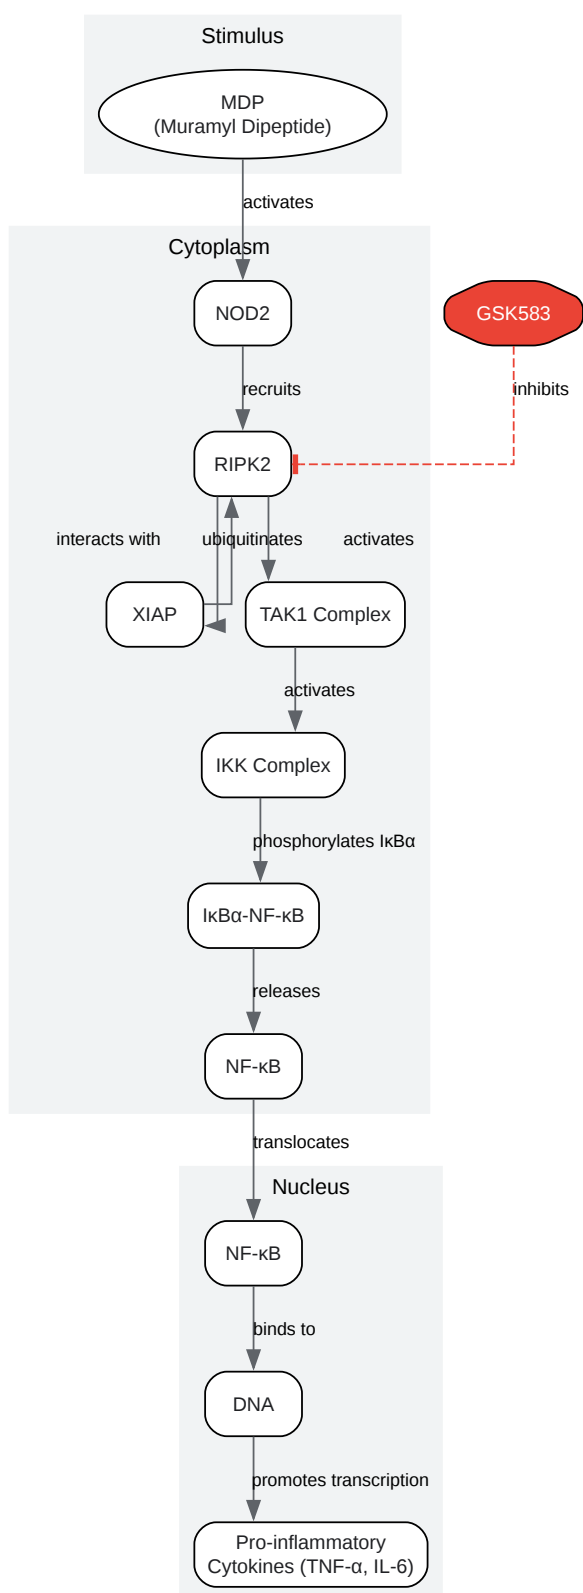 Stimulus
MDP
(Muramyl Dipeptide)
activates
Cytoplasm
NOD2
GSK583
recruits
inhibits
RIPK2
interacts with
ubiquitinates
activates
XIAP
TAK1 Complex
activates
IKK Complex
phosphorylates IκBα
IκBα-NF-κB
releases
NF-κB
translocates
Nucleus
NF-κB
binds to
DNA
promotes transcription
Pro-inflammatory
Cytokines (TNF-α, IL-6)